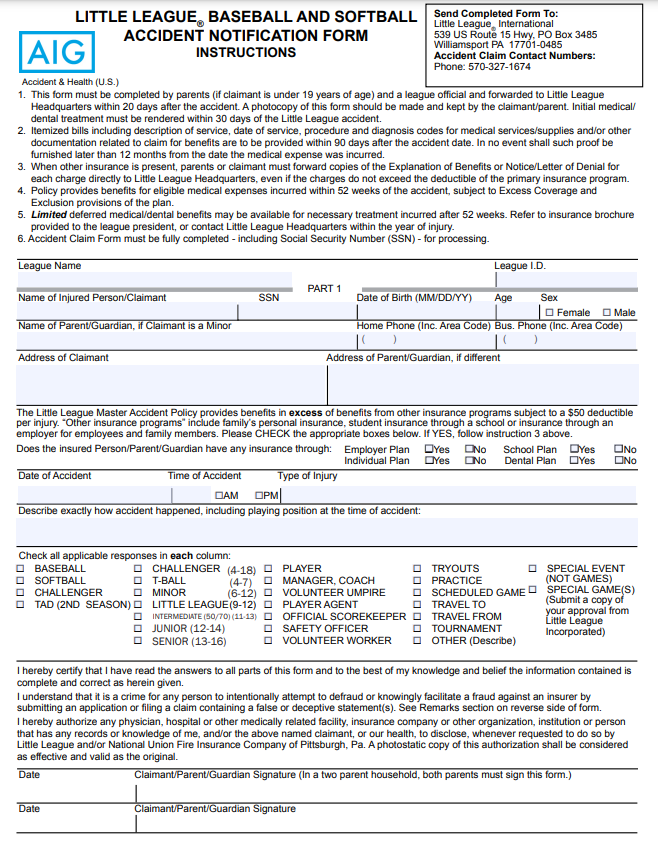 AIG
Accident & Health (U.S.)
LITTLE LEAGUE® BASEBALL AND SOFTBALL
ACCIDENT NOTIFICATION FORM
INSTRUCTIONS
Send Completed Form To:
Little League® International
539 US Route 15 Hwy, PO Box 3485
Williamsport PA 17701-0485
Accident Claim Contact Numbers:
Phone: 570-327-1674
1. This form must be completed by parents (if claimant is under 19 years of age) and a league official and forwarded to Little League
Headquarters within 20 days after the accident. A photocopy of this form should be made and kept by the claimant/parent. Initial medical/
dental treatment must be rendered within 30 days of the Little League accident.
2. Itemized bills including description of service, date of service, procedure and diagnosis codes for medical services/supplies and/or other
documentation related to claim for benefits are to be provided within 90 days after the accident date. In no event shall such proof be
furnished later than 12 months from the date the medical expense was incurred.
3. When other insurance is present, parents or claimant must forward copies of the Explanation of Benefits or Notice/Letter of Denial for
each charge directly to Little League Headquarters, even if the charges do not exceed the deductible of the primary insurance program.
4. Policy provides benefits for eligible medical expenses incurred within 52 weeks of the accident, subject to Excess Coverage and
Exclusion provisions of the plan.
5. Limited deferred medical/dental benefits may be available for necessary treatment incurred after 52 weeks. Refer to insurance brochure
provided to the league president, or contact Little League Headquarters within the year of injury.
6. Accident Claim Form must be fully completed - including Social Security Number (SSN) - for processing.
League Name League I.D.
PART 1
Name of Injured Person/Claimant SSN Date of Birth (MM/DD/YY) Age Sex
☐ Female ☐ Male
Name of Parent/Guardian, if Claimant is a Minor Home Phone (Inc. Area Code) Bus. Phone (Inc. Area Code)
( ) ( )
Address of Claimant Address of Parent/Guardian, if different
The Little League Master Accident Policy provides benefits in excess of benefits from other insurance programs subject to a $50 deductible
per injury. “Other insurance programs” include family’s personal insurance, student insurance through a school or insurance through an
employer for employees and family members. Please CHECK the appropriate boxes below. If YES, follow instruction 3 above.
Does the insured Person/Parent/Guardian have any insurance through: Employer Plan ☐Yes ☐No School Plan ☐Yes ☐No
Individual Plan ☐Yes ☐No Dental Plan ☐Yes ☐No
Date of Accident Time of Accident Type of Injury
☐AM ☐PM
Describe exactly how accident happened, including playing position at the time of accident:
Check all applicable responses in each column:
☐ BASEBALL ☐ CHALLENGER (4-18) ☐ PLAYER ☐ TRYOUTS ☐ SPECIAL EVENT
☐ SOFTBALL ☐ T-BALL (4-7) ☐ MANAGER, COACH ☐ PRACTICE (NOT GAMES)
☐ CHALLENGER ☐ MINOR (6-12) ☐ VOLUNTEER UMPIRE ☐ SCHEDULED GAME ☐ SPECIAL GAME(S)
☐ TAD (2ND SEASON) ☐ LITTLE LEAGUE(9-12) ☐ PLAYER AGENT ☐ TRAVEL TO (Submit a copy of
☐ INTERMEDIATE (50/70) (11-13) ☐ OFFICIAL SCOREKEEPER ☐ TRAVEL FROM your approval from
☐ JUNIOR (12-14) ☐ SAFETY OFFICER ☐ TOURNAMENT Little League
☐ SENIOR (13-16) ☐ VOLUNTEER WORKER ☐ OTHER (Describe) Incorporated)
I hereby certify that I have read the answers to all parts of this form and to the best of my knowledge and belief the information contained is
complete and correct as herein given.
I understand that it is a crime for any person to intentionally attempt to defraud or knowingly facilitate a fraud against an insurer by
submitting an application or filing a claim containing a false or deceptive statement(s). See Remarks section on reverse side of form.
I hereby authorize any physician, hospital or other medically related facility, insurance company or other organization, institution or person
that has any records or knowledge of me, and/or the above named claimant, or our health, to disclose, whenever requested to do so by
Little League and/or National Union Fire Insurance Company of Pittsburgh, Pa. A photostatic copy of this authorization shall be considered
as effective and valid as the original.
Date Claimant/Parent/Guardian Signature (In a two parent household, both parents must sign this form.)
Date Claimant/Parent/Guardian Signature